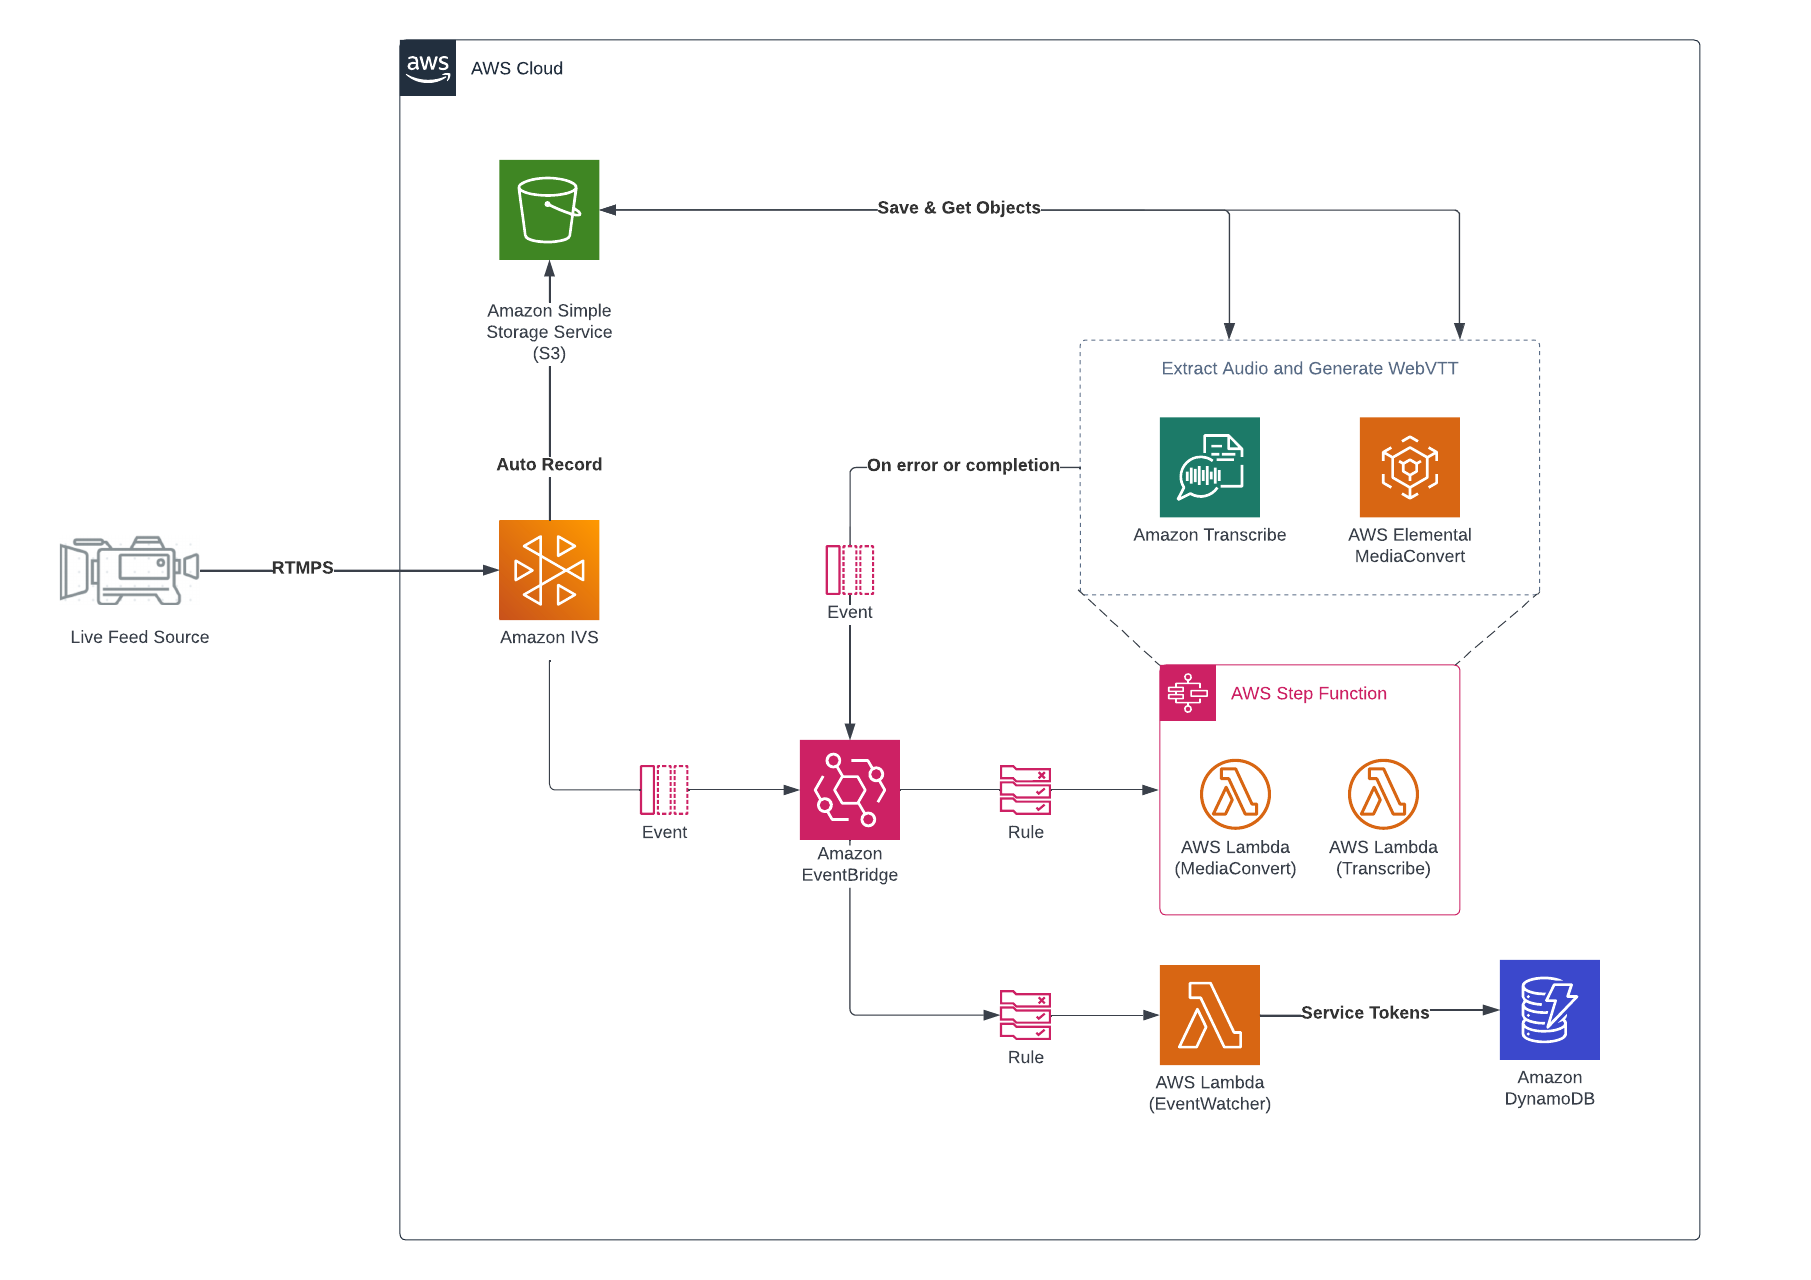 aws
AWS Cloud
Save & Get Objects
Amazon Simple
Storage Service
(S3)
Extract Audio and Generate WebVTT
Auto Record
On error or completion
Amazon Transcribe
AWS Elemental
MediaConvert
RTMPS
Live Feed Source
Amazon IVS
Event
AWS Step Function
Event
Amazon
EventBridge
Rule
AWS Lambda
(MediaConvert)
AWS Lambda
(Transcribe)
Rule
AWS Lambda
(EventWatcher)
Service Tokens
Amazon
DynamoDB